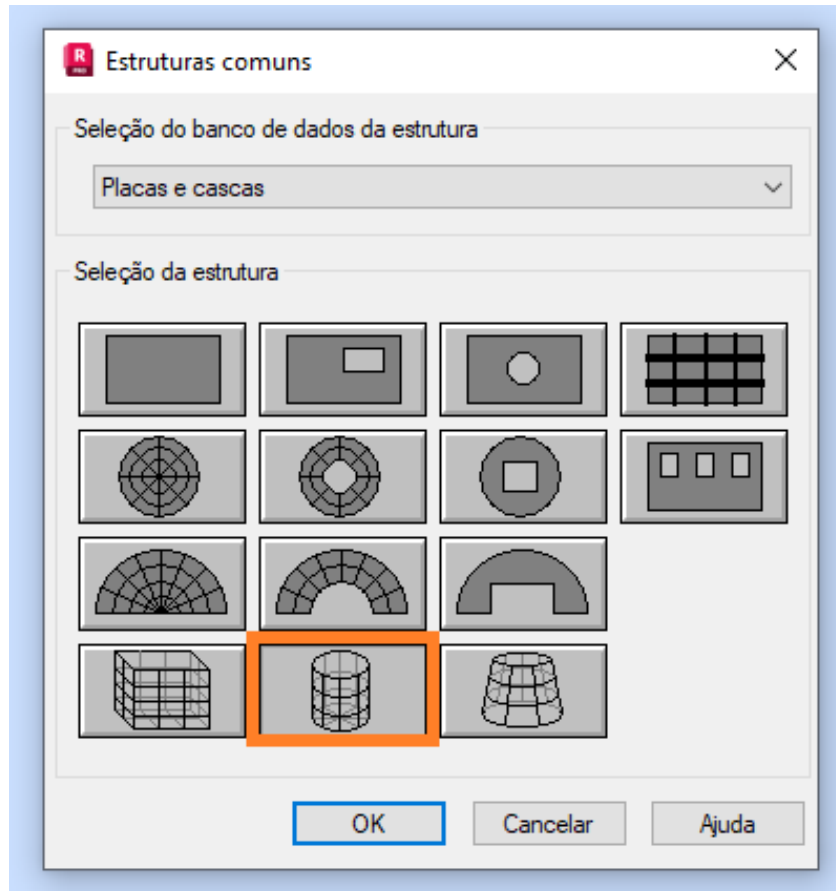 R
PRO
Estruturas comuns
Seleção do banco de dados da estrutura
Placas e cascas
Seleção da estrutura
OK
Cancelar
Ajuda